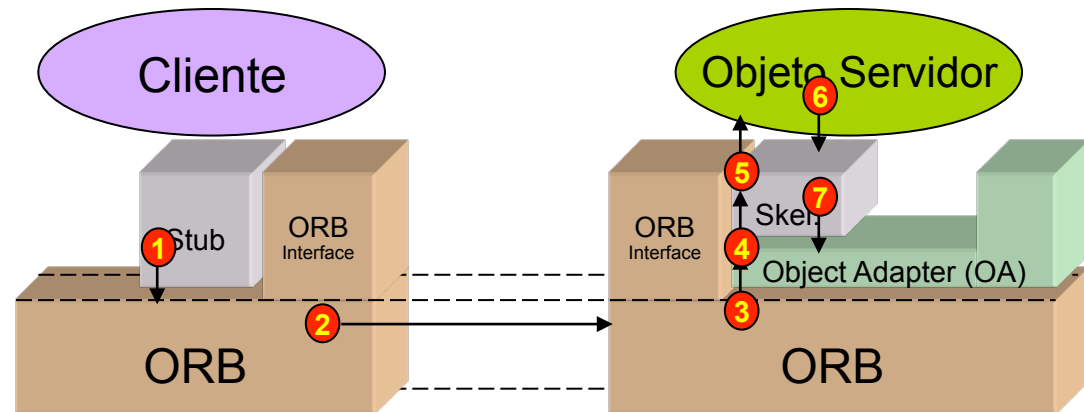 Cliente
Objeto Servidor
6
5
7
Skel.
1
Stub
ORB
Interface
ORB
Interface
4
Object Adapter (OA)
3
2
ORB
ORB